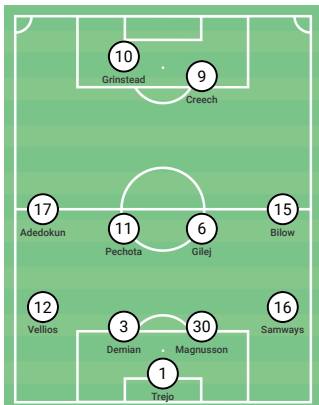 10
Grinstead
9
Creech
17
Adedokun
11
Pechota
6
Gilej
15
Bilow
12
Vellios
3
Demian
30
Magnusson
16
Samways
1
Trejo